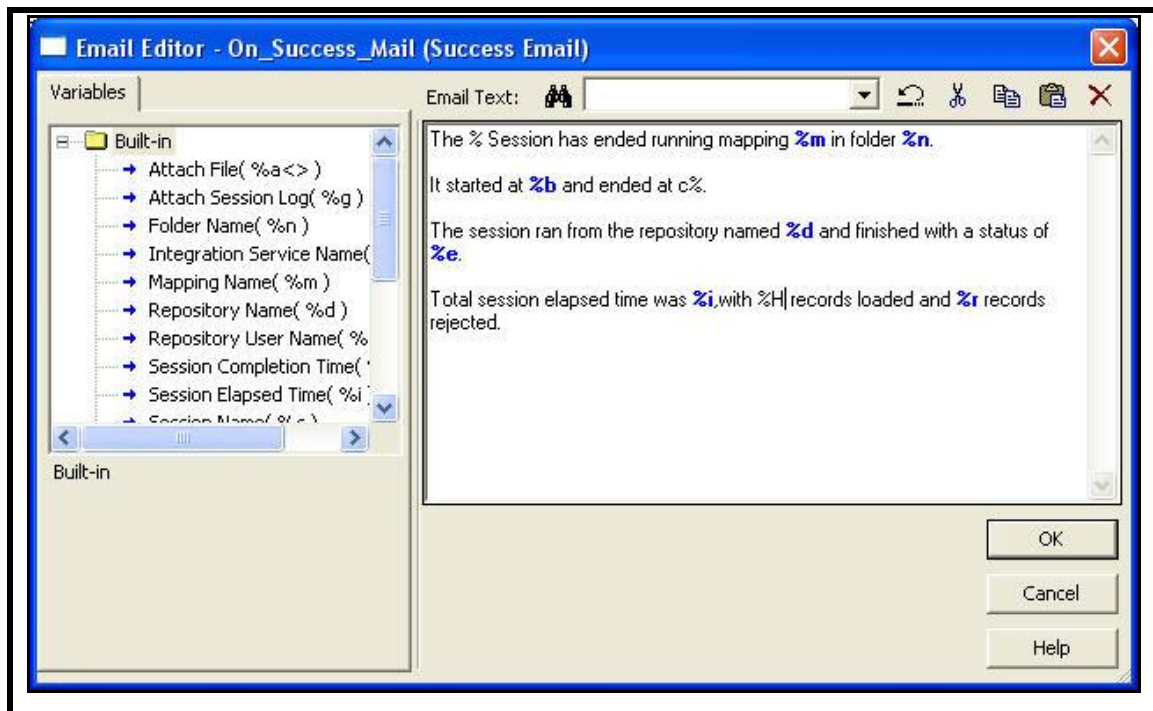 Email Editor - On_Success_Mail (Success Email)
Variables
Email Text:
Built-in
Attach File( %a<> )
Attach Session Log( %g )
Folder Name( %n )
Integration Service Name(
Mapping Name( %m )
Repository Name( %d )
Repository User Name( %
Session Completion Time(
Session Elapsed Time( %i
Session Name( %s )
Built-in
The % Session has ended running mapping %m in folder %n.
It started at %b and ended at c%.
The session ran from the repository named %d and finished with a status of
%e.
Total session elapsed time was %i,with %H records loaded and %r records
rejected.
OK
Cancel
Help